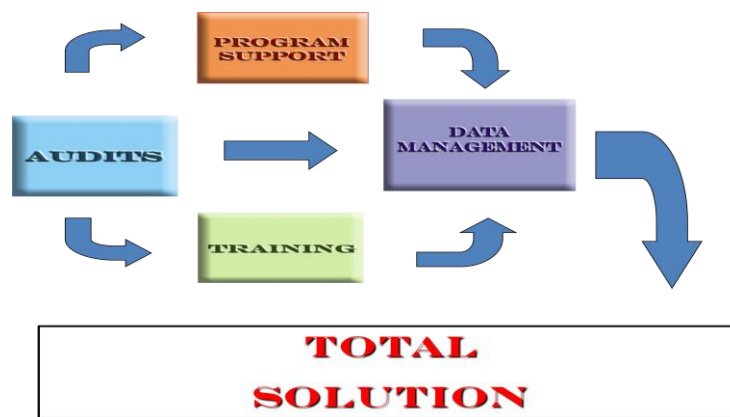 PROGRAM
SUPPORT
AUDITS
DATA
MANAGEMENT
TRAINING
TOTAL
SOLUTION